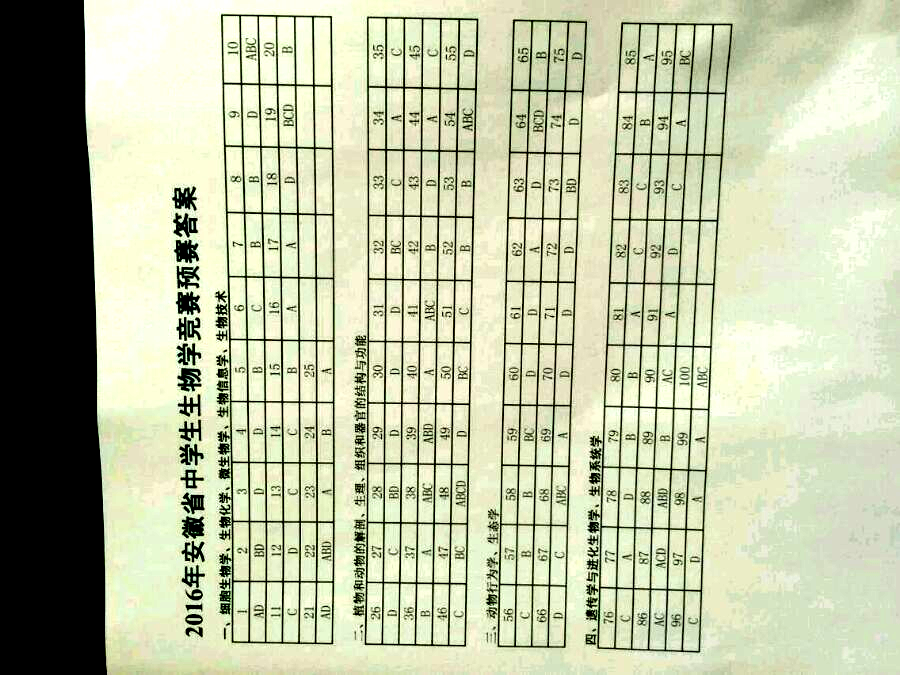 2016年安徽省中学生生物学竞赛预赛答案
一、细胞生物学、生物化学、微生物学、生物信息学、生物技术
1 2 3 4 5 6 7 8 9 10
AD BD D D B C B B D ABC
11 12 13 14 15 16 17 18 19 20
C D C C B A A D BCD B
21 22 23 24 25
AD ABD A B A
二、植物和动物的解剖、生理、组织和器官的结构与功能
26 27 28 29 30 31 32 33 34 35
D C BD D D D BC C A C
36 37 38 39 40 41 42 43 44 45
B A ABC ABD A ABC B D A C
46 47 48 49 50 51 52 53 54 55
C BC ABCD D BC C B B ABC D
三、动物行为学、生态学
56 57 58 59 60 61 62 63 64 65
C B B BC D D A D BCD B
66 67 68 69 70 71 72 73 74 75
D C ABC A D D D BD D D
四、遗传学与进化生物学、生物系统学
76 77 78 79 80 81 82 83 84 85
C A D B B A C C B A
86 87 88 89 90 91 92 93 94 95
AC ACD ABD B AC A D C A BC
96 97 98 99 100
C D A A ABC